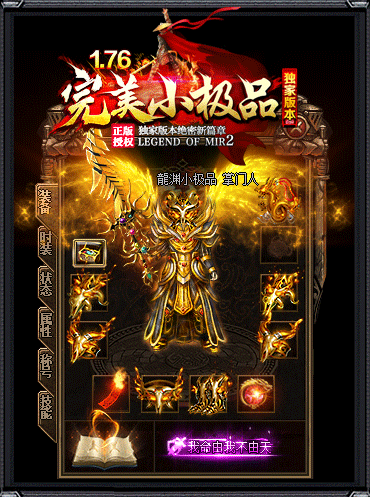 1.76
完美小极品
独家版本
正版授权
独家版本绝密新篇章
LEGEND OF MIR2
龍渊小极品 掌门人
装备
时装
状态
属性
称号
技能
我命由我不由天